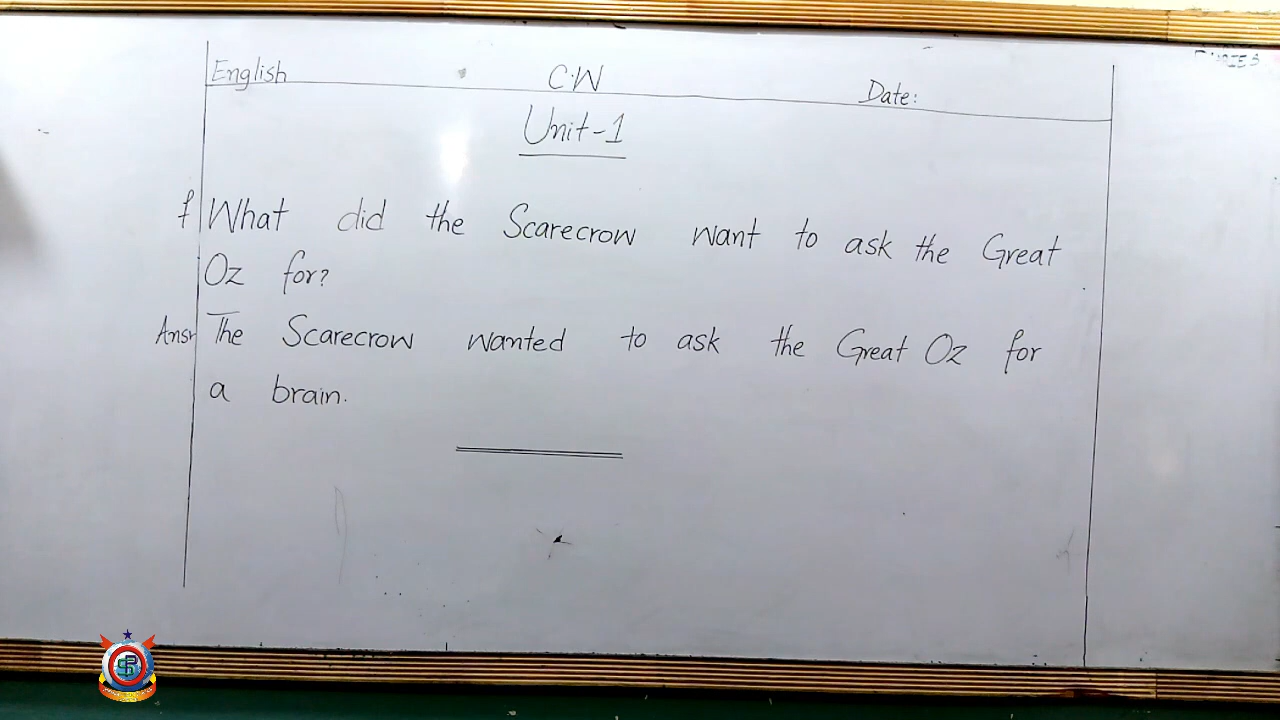 English C.W Date:
Unit-1
f What did the Scarecrow want to ask the Great
Oz for?
Ans The Scarecrow wanted to ask the Great Oz for
a brain.